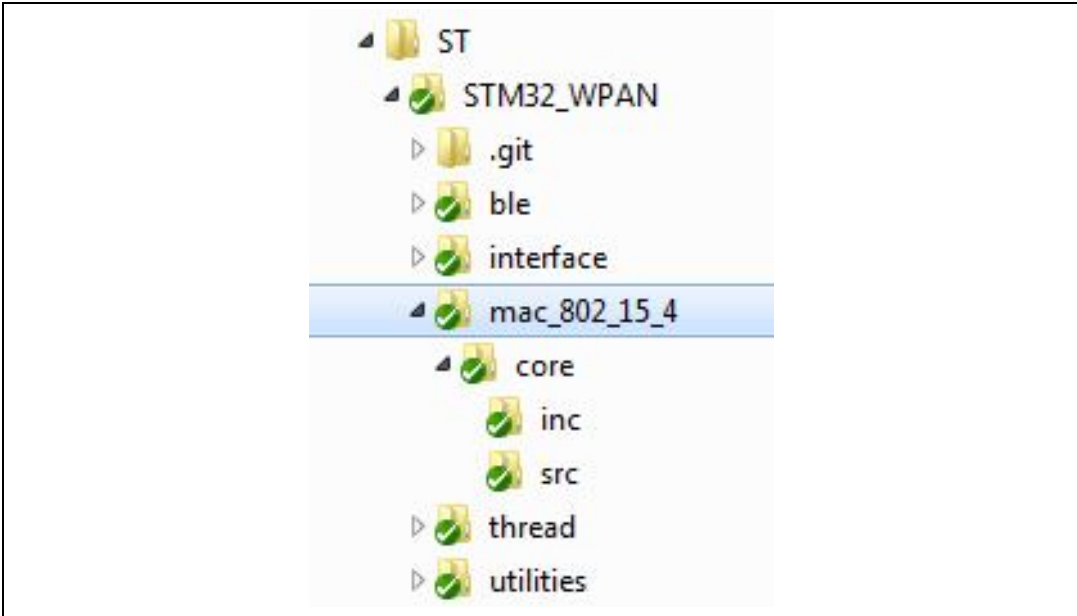 ST
STM32_WPAN
.git
ble
interface
mac_802_15_4
core
inc
src
thread
utilities